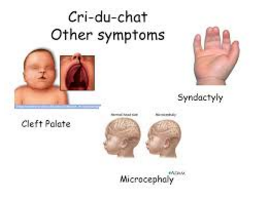 Cri-du-chat
Other symptoms
Syndactyly
Cleft Palate
Microcephaly